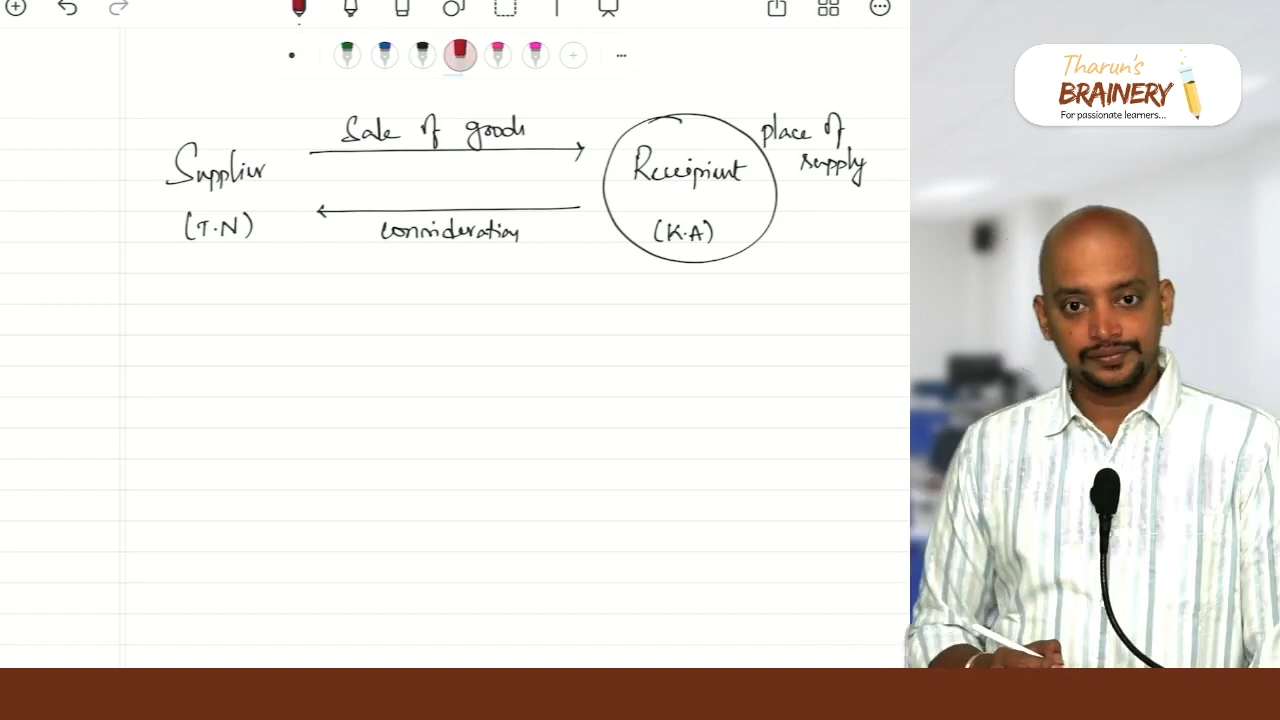 Sale of goods
place of
supply
Supplier
Recipient
(T.N)
consideration
(K.A)
Tharun's
BRAINERY
For passionate learners...